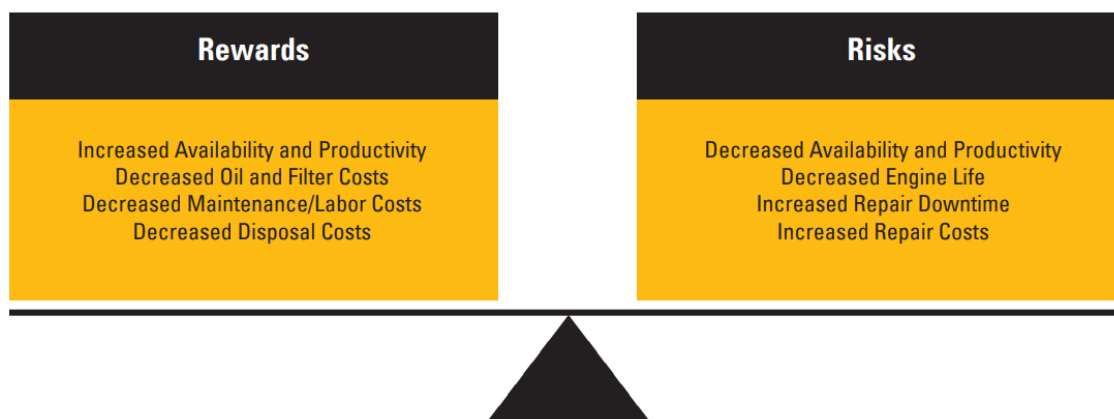 Rewards
Increased Availability and Productivity
Decreased Oil and Filter Costs
Decreased Maintenance/Labor Costs
Decreased Disposal Costs
Risks
Decreased Availability and Productivity
Decreased Engine Life
Increased Repair Downtime
Increased Repair Costs